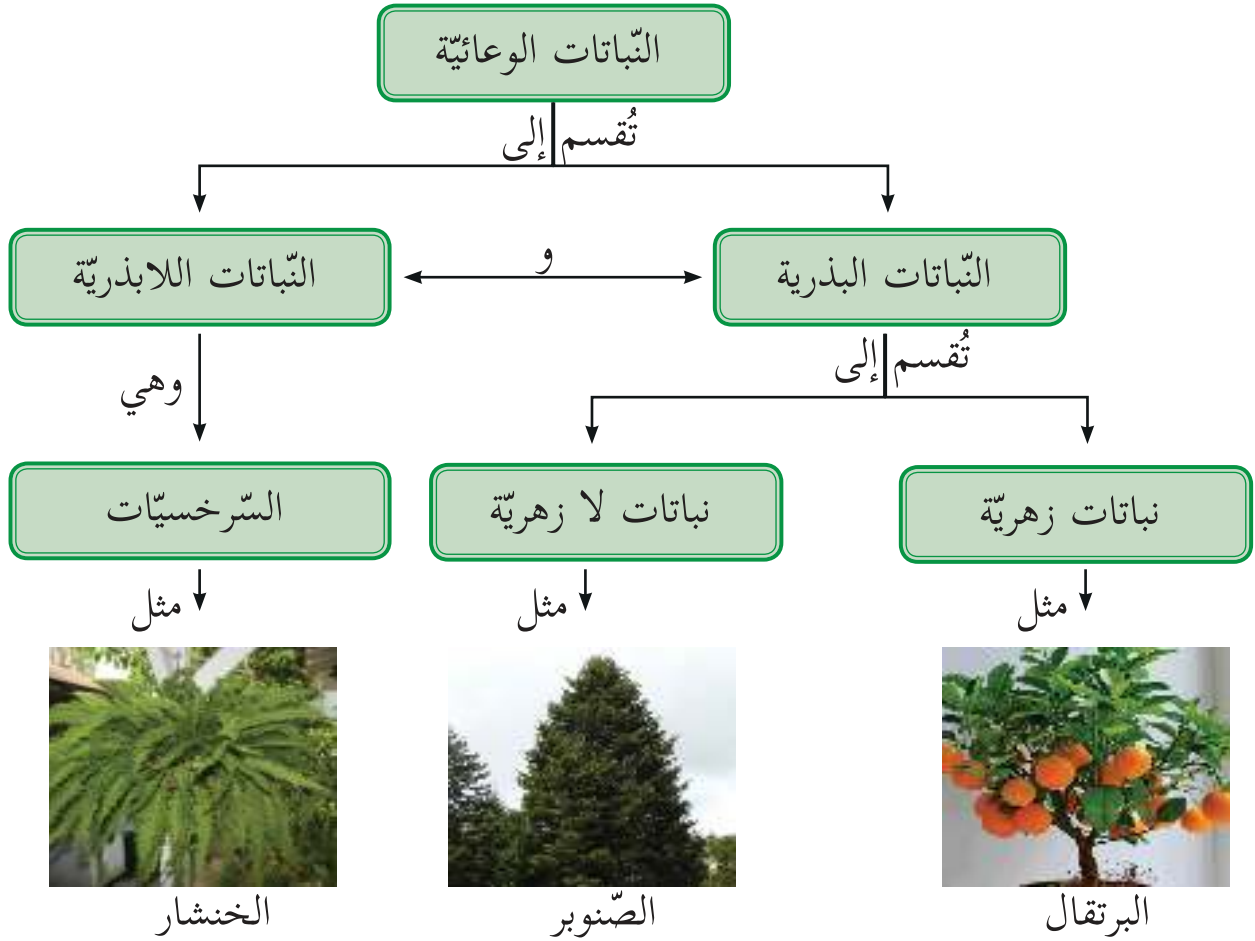 النّباتات الوعائيّة
تُقسم إلى
النّباتات البذرية
و
النّباتات اللابذريّة
تُقسم إلى
وهي
نباتات زهريّة
نباتات لا زهريّة
السّرخسيّات
مثل
مثل
مثل
البرتقال
الصّنوبر
الخنشار